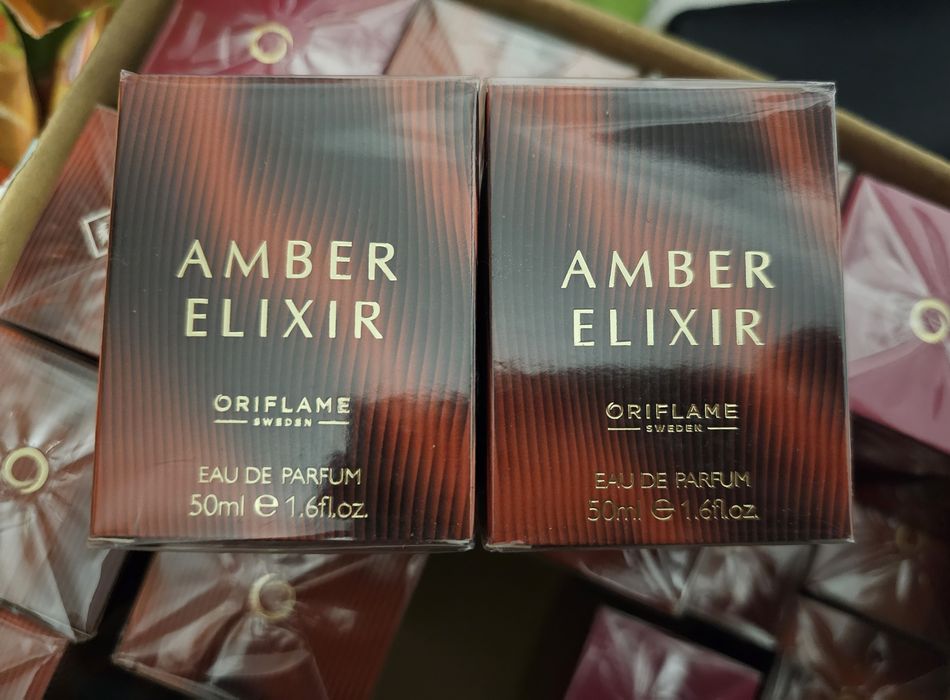 AMBER
ELIXIR
ORIFLAME
SWEDEN
EAU DE PARFUM
50ml e 1.6fl.oz.
AMBER
ELIXIR
ORIFLAME
SWEDEN
EAU DE PARFUM
50ml e 1.6fl.oz.